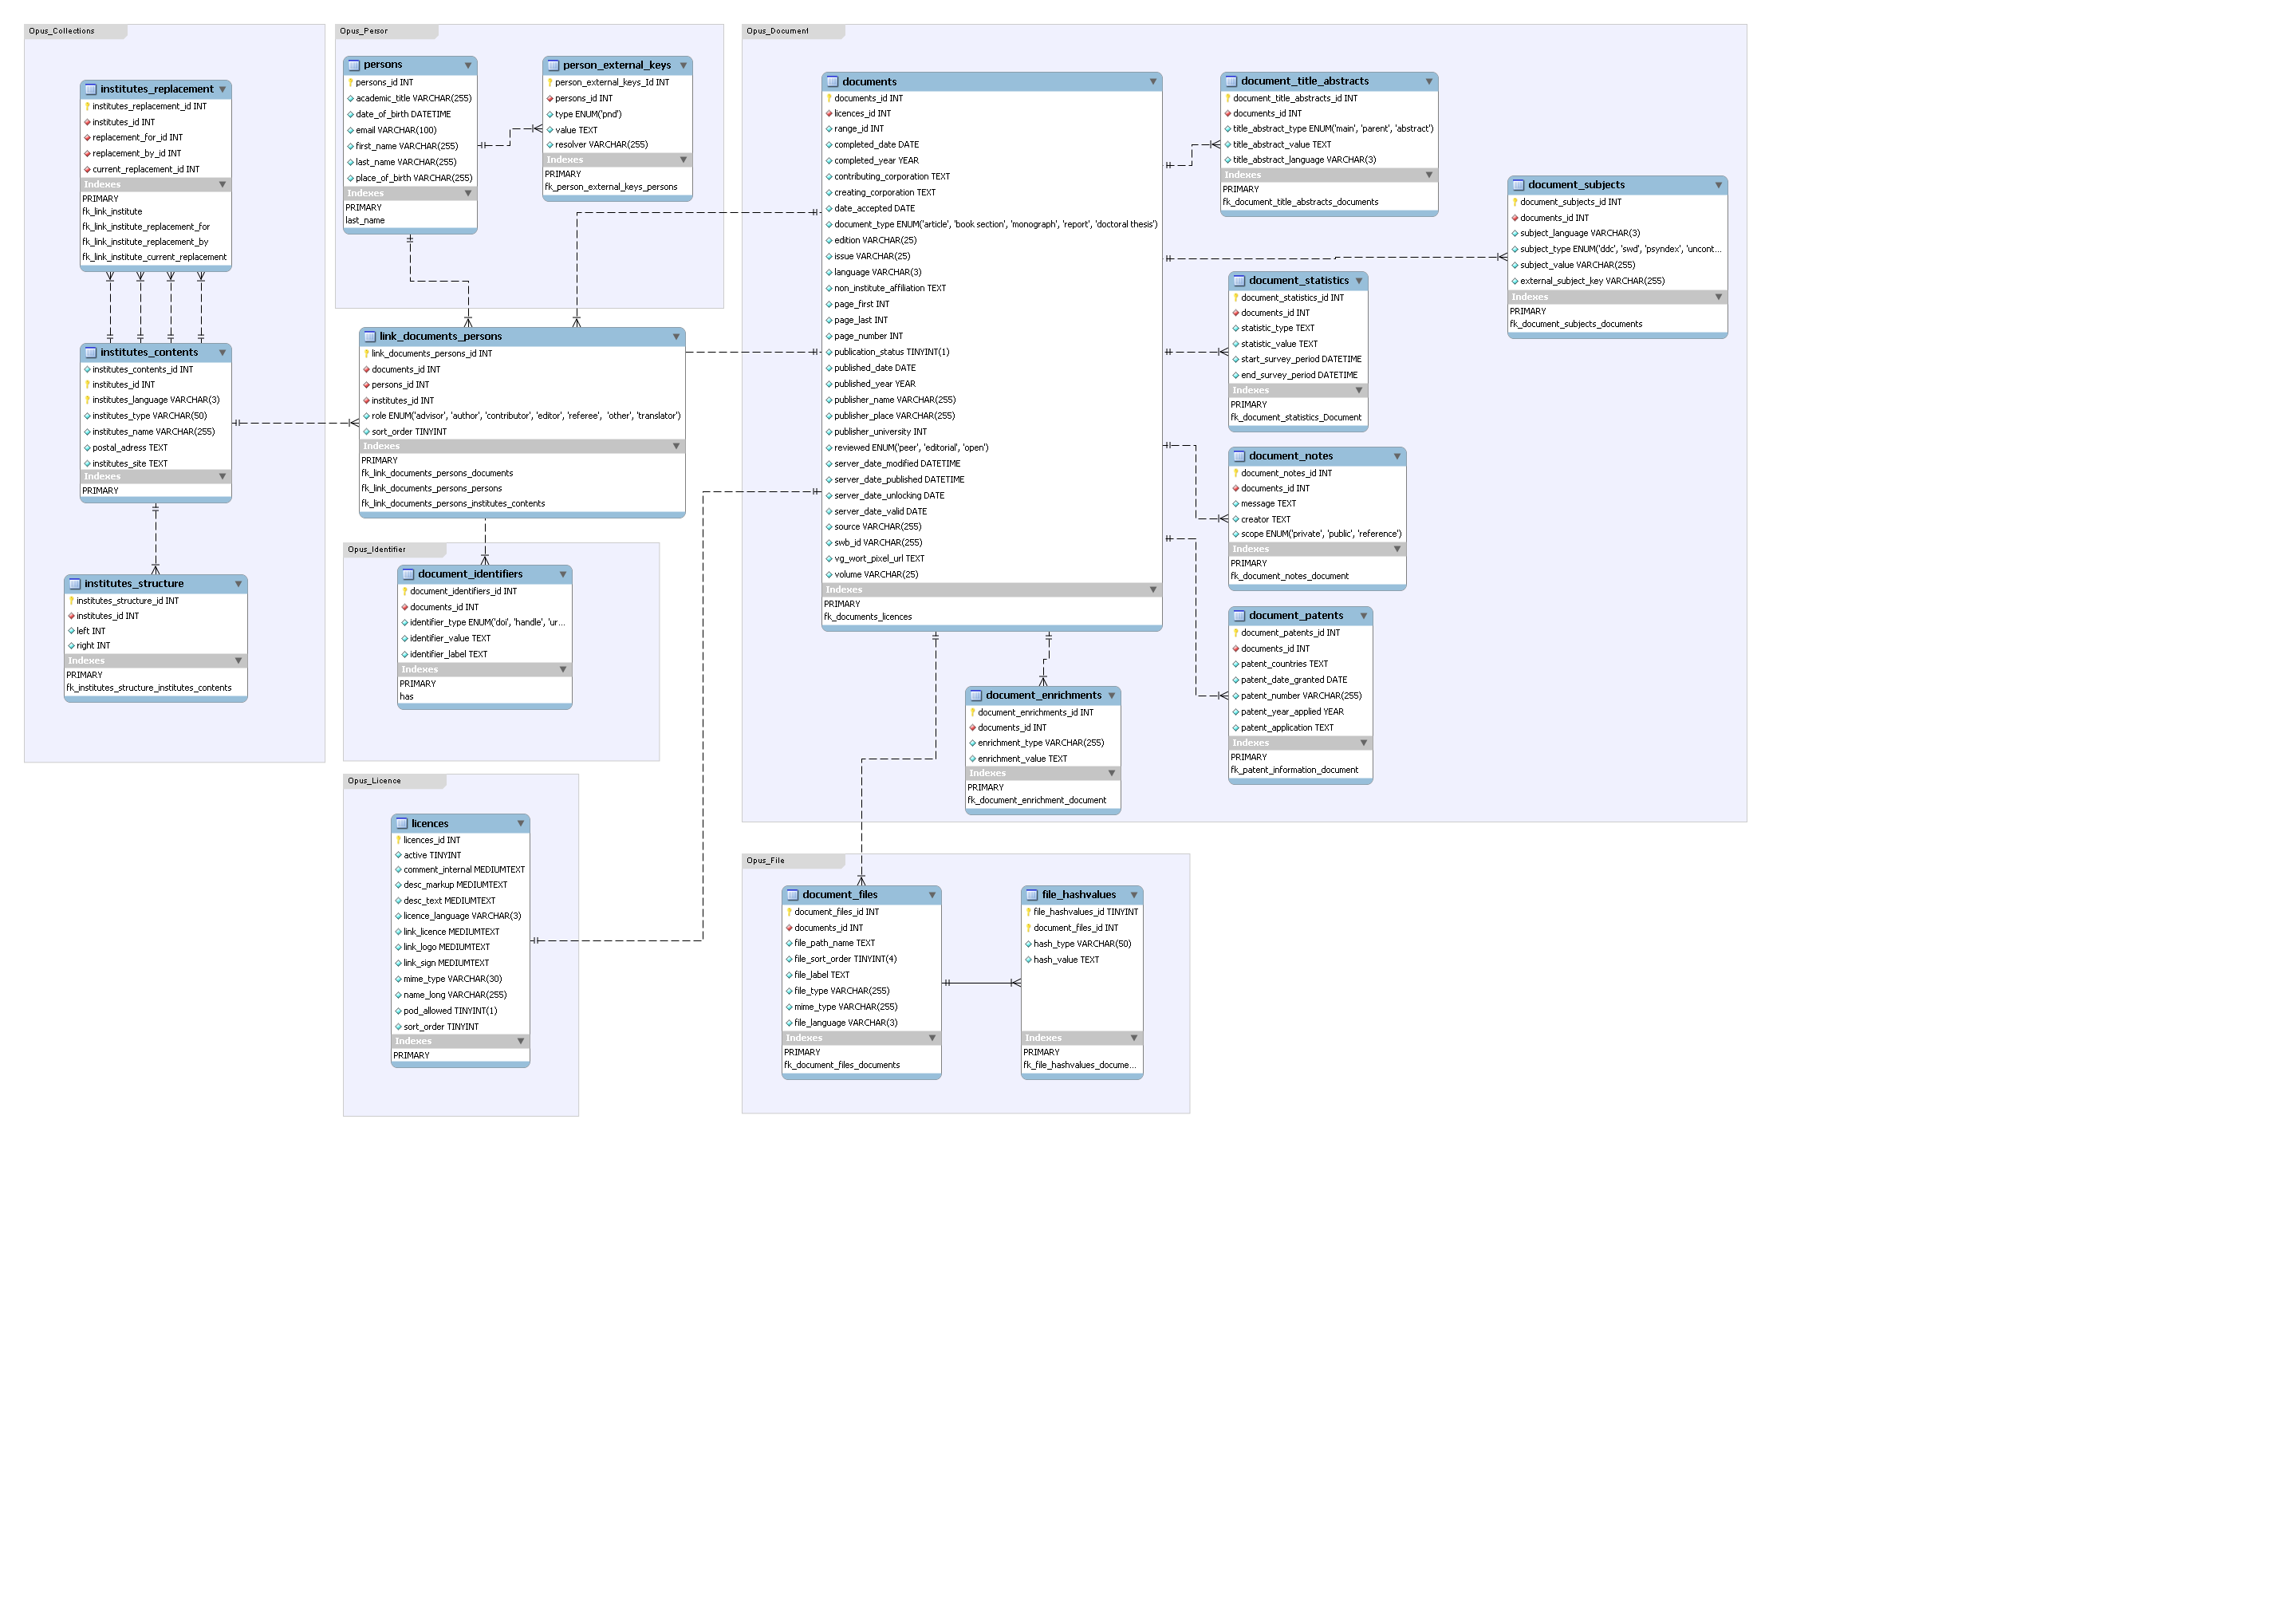 Opus_Collections
institutes_replacement
institutes_replacement_id INT
institutes_id INT
replacement_for_id INT
replacement_by_id INT
current_replacement_id INT
Indexes
PRIMARY
fk_link_institute
fk_link_institute_replacement_for
fk_link_institute_replacement_by
fk_link_institute_current_replacement
institutes_contents
institutes_contents_id INT
institutes_id INT
institutes_language VARCHAR(3)
institutes_type VARCHAR(50)
institutes_name VARCHAR(255)
postal_adress TEXT
institutes_site TEXT
Indexes
PRIMARY
institutes_structure
institutes_structure_id INT
institutes_id INT
left INT
right INT
Indexes
PRIMARY
fk_institutes_structure_institutes_contents
Opus_Person
persons
persons_id INT
academic_title VARCHAR(255)
date_of_birth DATETIME
email VARCHAR(100)
first_name VARCHAR(255)
last_name VARCHAR(255)
place_of_birth VARCHAR(255)
Indexes
PRIMARY
last_name
person_external_keys
person_external_keys_Id INT
persons_id INT
type ENUM('pnd')
value TEXT
resolver VARCHAR(255)
Indexes
PRIMARY
fk_person_external_keys_persons
link_documents_persons
link_documents_persons_id INT
documents_id INT
persons_id INT
institutes_id INT
role ENUM('advisor', 'author', 'contributor', 'editor', 'referee', 'other', 'translator')
sort_order TINYINT
Indexes
PRIMARY
fk_link_documents_persons_documents
fk_link_documents_persons_persons
fk_link_documents_persons_institutes_contents
Opus_Identifier
document_identifiers
document_identifiers_id INT
documents_id INT
identifier_type ENUM('doi', 'handle', 'ur...
identifier_value TEXT
identifier_label TEXT
Indexes
PRIMARY
has
Opus_Licence
licences
licences_id INT
active TINYINT
comment_internal MEDIUMTEXT
desc_markup MEDIUMTEXT
desc_text MEDIUMTEXT
licence_language VARCHAR(3)
link_licence MEDIUMTEXT
link_logo MEDIUMTEXT
link_sign MEDIUMTEXT
mime_type VARCHAR(30)
name_long VARCHAR(255)
pod_allowed TINYINT(1)
sort_order TINYINT
Indexes
PRIMARY
Opus_Document
documents
documents_id INT
licences_id INT
range_id INT
completed_date DATE
completed_year YEAR
contributing_corporation TEXT
creating_corporation TEXT
date_accepted DATE
document_type ENUM('article', 'book section', 'monograph', 'report', 'doctoral thesis')
edition VARCHAR(25)
issue VARCHAR(25)
language VARCHAR(3)
non_institute_affiliation TEXT
page_first INT
page_last INT
page_number INT
publication_status TINYINT(1)
published_date DATE
published_year YEAR
publisher_name VARCHAR(255)
publisher_place VARCHAR(255)
publisher_university INT
reviewed ENUM('peer', 'editorial', 'open')
server_date_modified DATETIME
server_date_published DATETIME
server_date_unlocking DATE
server_date_valid DATE
source VARCHAR(255)
swb_id VARCHAR(255)
vg_wort_pixel_url TEXT
volume VARCHAR(25)
Indexes
PRIMARY
fk_documents_licences
document_title_abstracts
document_title_abstracts_id INT
documents_id INT
title_abstract_type ENUM('main', 'parent', 'abstract')
title_abstract_value TEXT
title_abstract_language VARCHAR(3)
Indexes
PRIMARY
fk_document_title_abstracts_documents
document_subjects
document_subjects_id INT
documents_id INT
subject_language VARCHAR(3)
subject_type ENUM('ddc', 'swd', 'psyndex', 'uncont...
subject_value VARCHAR(255)
external_subject_key VARCHAR(255)
Indexes
PRIMARY
fk_document_subjects_documents
document_statistics
document_statistics_id INT
documents_id INT
statistic_type TEXT
statistic_value TEXT
start_survey_period DATETIME
end_survey_period DATETIME
Indexes
PRIMARY
fk_document_statistics_Document
document_notes
document_notes_id INT
documents_id INT
message TEXT
creator TEXT
scope ENUM('private', 'public', 'reference')
Indexes
PRIMARY
fk_document_notes_document
document_patents
document_patents_id INT
documents_id INT
patent_countries TEXT
patent_date_granted DATE
patent_number VARCHAR(255)
patent_year_applied YEAR
patent_application TEXT
Indexes
PRIMARY
fk_patent_information_document
document_enrichments
document_enrichments_id INT
documents_id INT
enrichment_type VARCHAR(255)
enrichment_value TEXT
Indexes
PRIMARY
fk_document_enrichment_document
Opus_File
document_files
document_files_id INT
documents_id INT
file_path_name TEXT
file_sort_order TINYINT(4)
file_label TEXT
file_type VARCHAR(255)
mime_type VARCHAR(255)
file_language VARCHAR(3)
Indexes
PRIMARY
fk_document_files_documents
file_hashvalues
file_hashvalues_id TINYINT
document_files_id INT
hash_type VARCHAR(50)
hash_value TEXT
Indexes
PRIMARY
fk_file_hashvalues_docume...